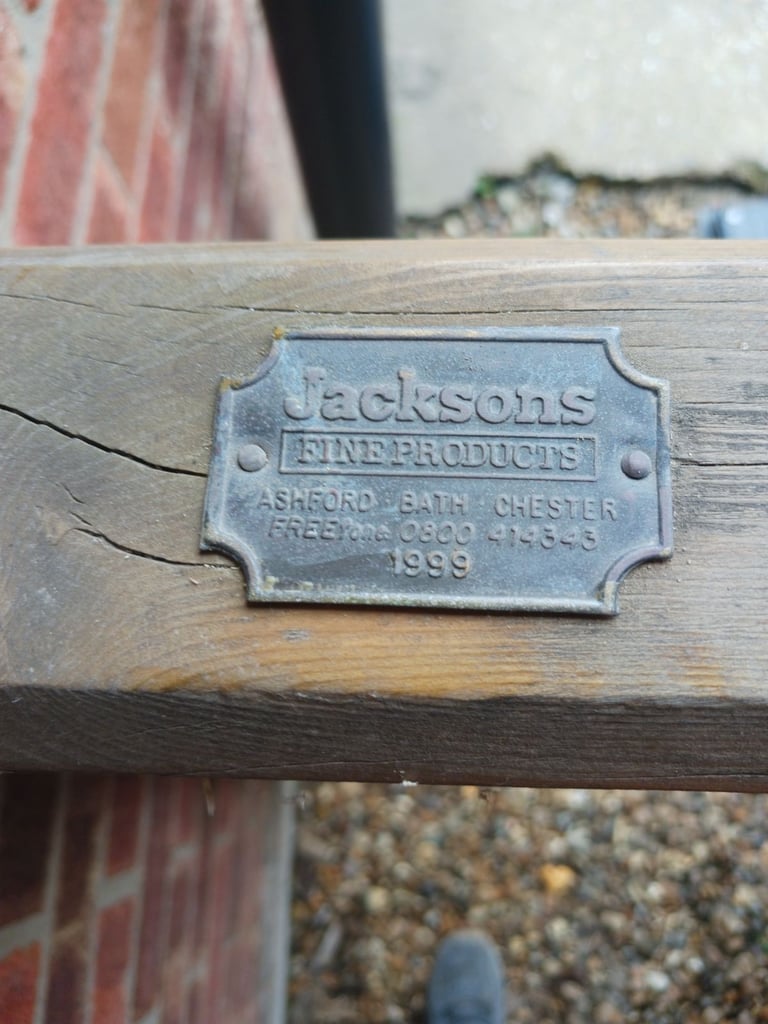 Jacksons
FINE PRODUCTS
ASHFORD BATH CHESTER
FREEfone 0800 414343
1999